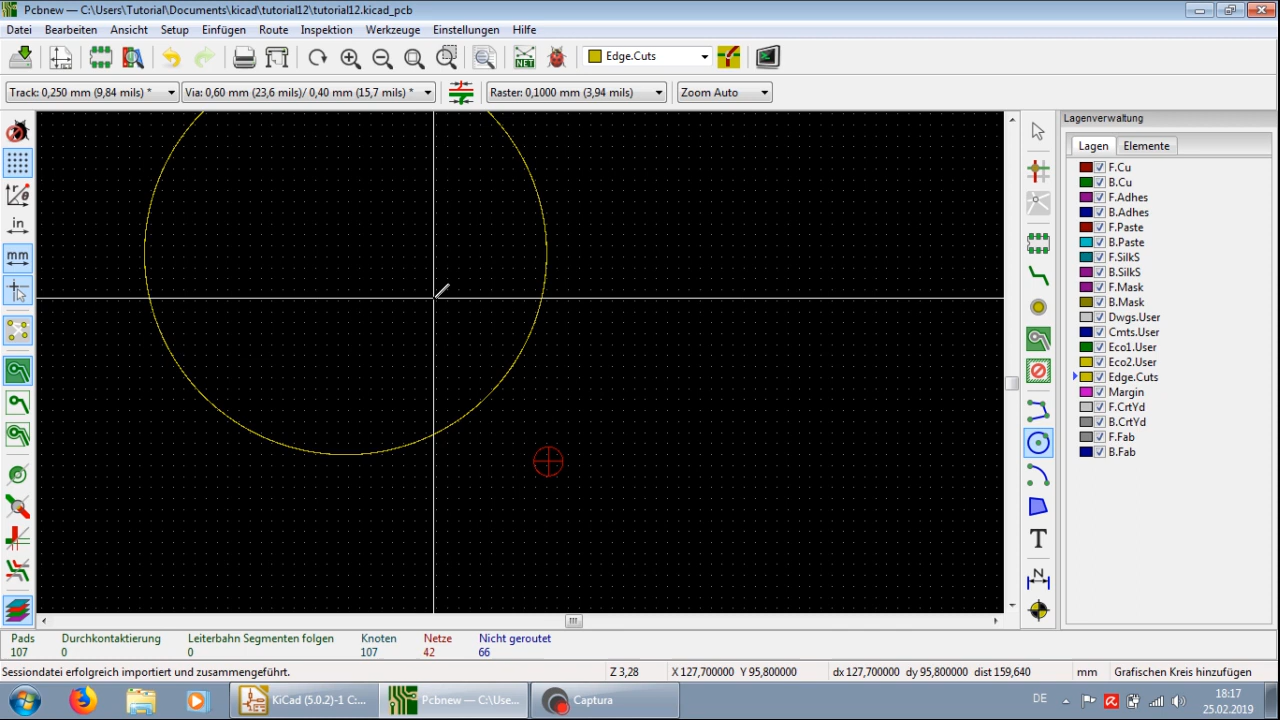 Pcbnew — C:\Users\Tutorial\Documents\kicad\tutorial12\tutorial12.kicad_pcb
Datei Bearbeiten Ansicht Setup Einfügen Route Inspektion Werkzeuge Einstellungen Hilfe
NET Edge.Cuts
Track: 0,250 mm (9,84 mils) * Via: 0,60 mm (23,6 mils)/ 0,40 mm (15,7 mils) * Raster: 0,1000 mm (3,94 mils) Zoom Auto
Lagenverwaltung
Lagen Elemente
F.Cu
B.Cu
F.Adhes
B.Adhes
F.Paste
B.Paste
F.SilkS
B.SilkS
F.Mask
B.Mask
Dwgs.User
Cmts.User
Eco1.User
Eco2.User
Edge.Cuts
Margin
F.CrtYd
B.CrtYd
F.Fab
B.Fab
in
mm
T
N
Pads Durchkontaktierung Leiterbahn Segmenten folgen Knoten Netze Nicht geroutet
107 0 0 107 42 66
Sessiondatei erfolgreich importiert und zusammengeführt. Z 3,28 X 127,700000 Y 95,800000 dx 127,700000 dy 95,800000 dist 159,640 mm Grafischen Kreis hinzufügen
KiCad (5.0.2)-1 C:... Pcbnew — C:\Use... Captura DE 18:17
25.02.2019